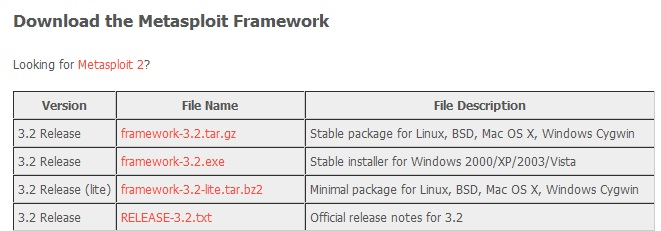 Download the Metasploit Framework
Looking for Metasploit 2?
Version File Name File Description
3.2 Release framework-3.2.tar.gz Stable package for Linux, BSD, Mac OS X, Windows Cygwin
3.2 Release framework-3.2.exe Stable installer for Windows 2000/XP/2003/Vista
3.2 Release (lite) framework-3.2-lite.tar.bz2 Minimal package for Linux, BSD, Mac OS X, Windows Cygwin
3.2 Release RELEASE-3.2.txt Official release notes for 3.2